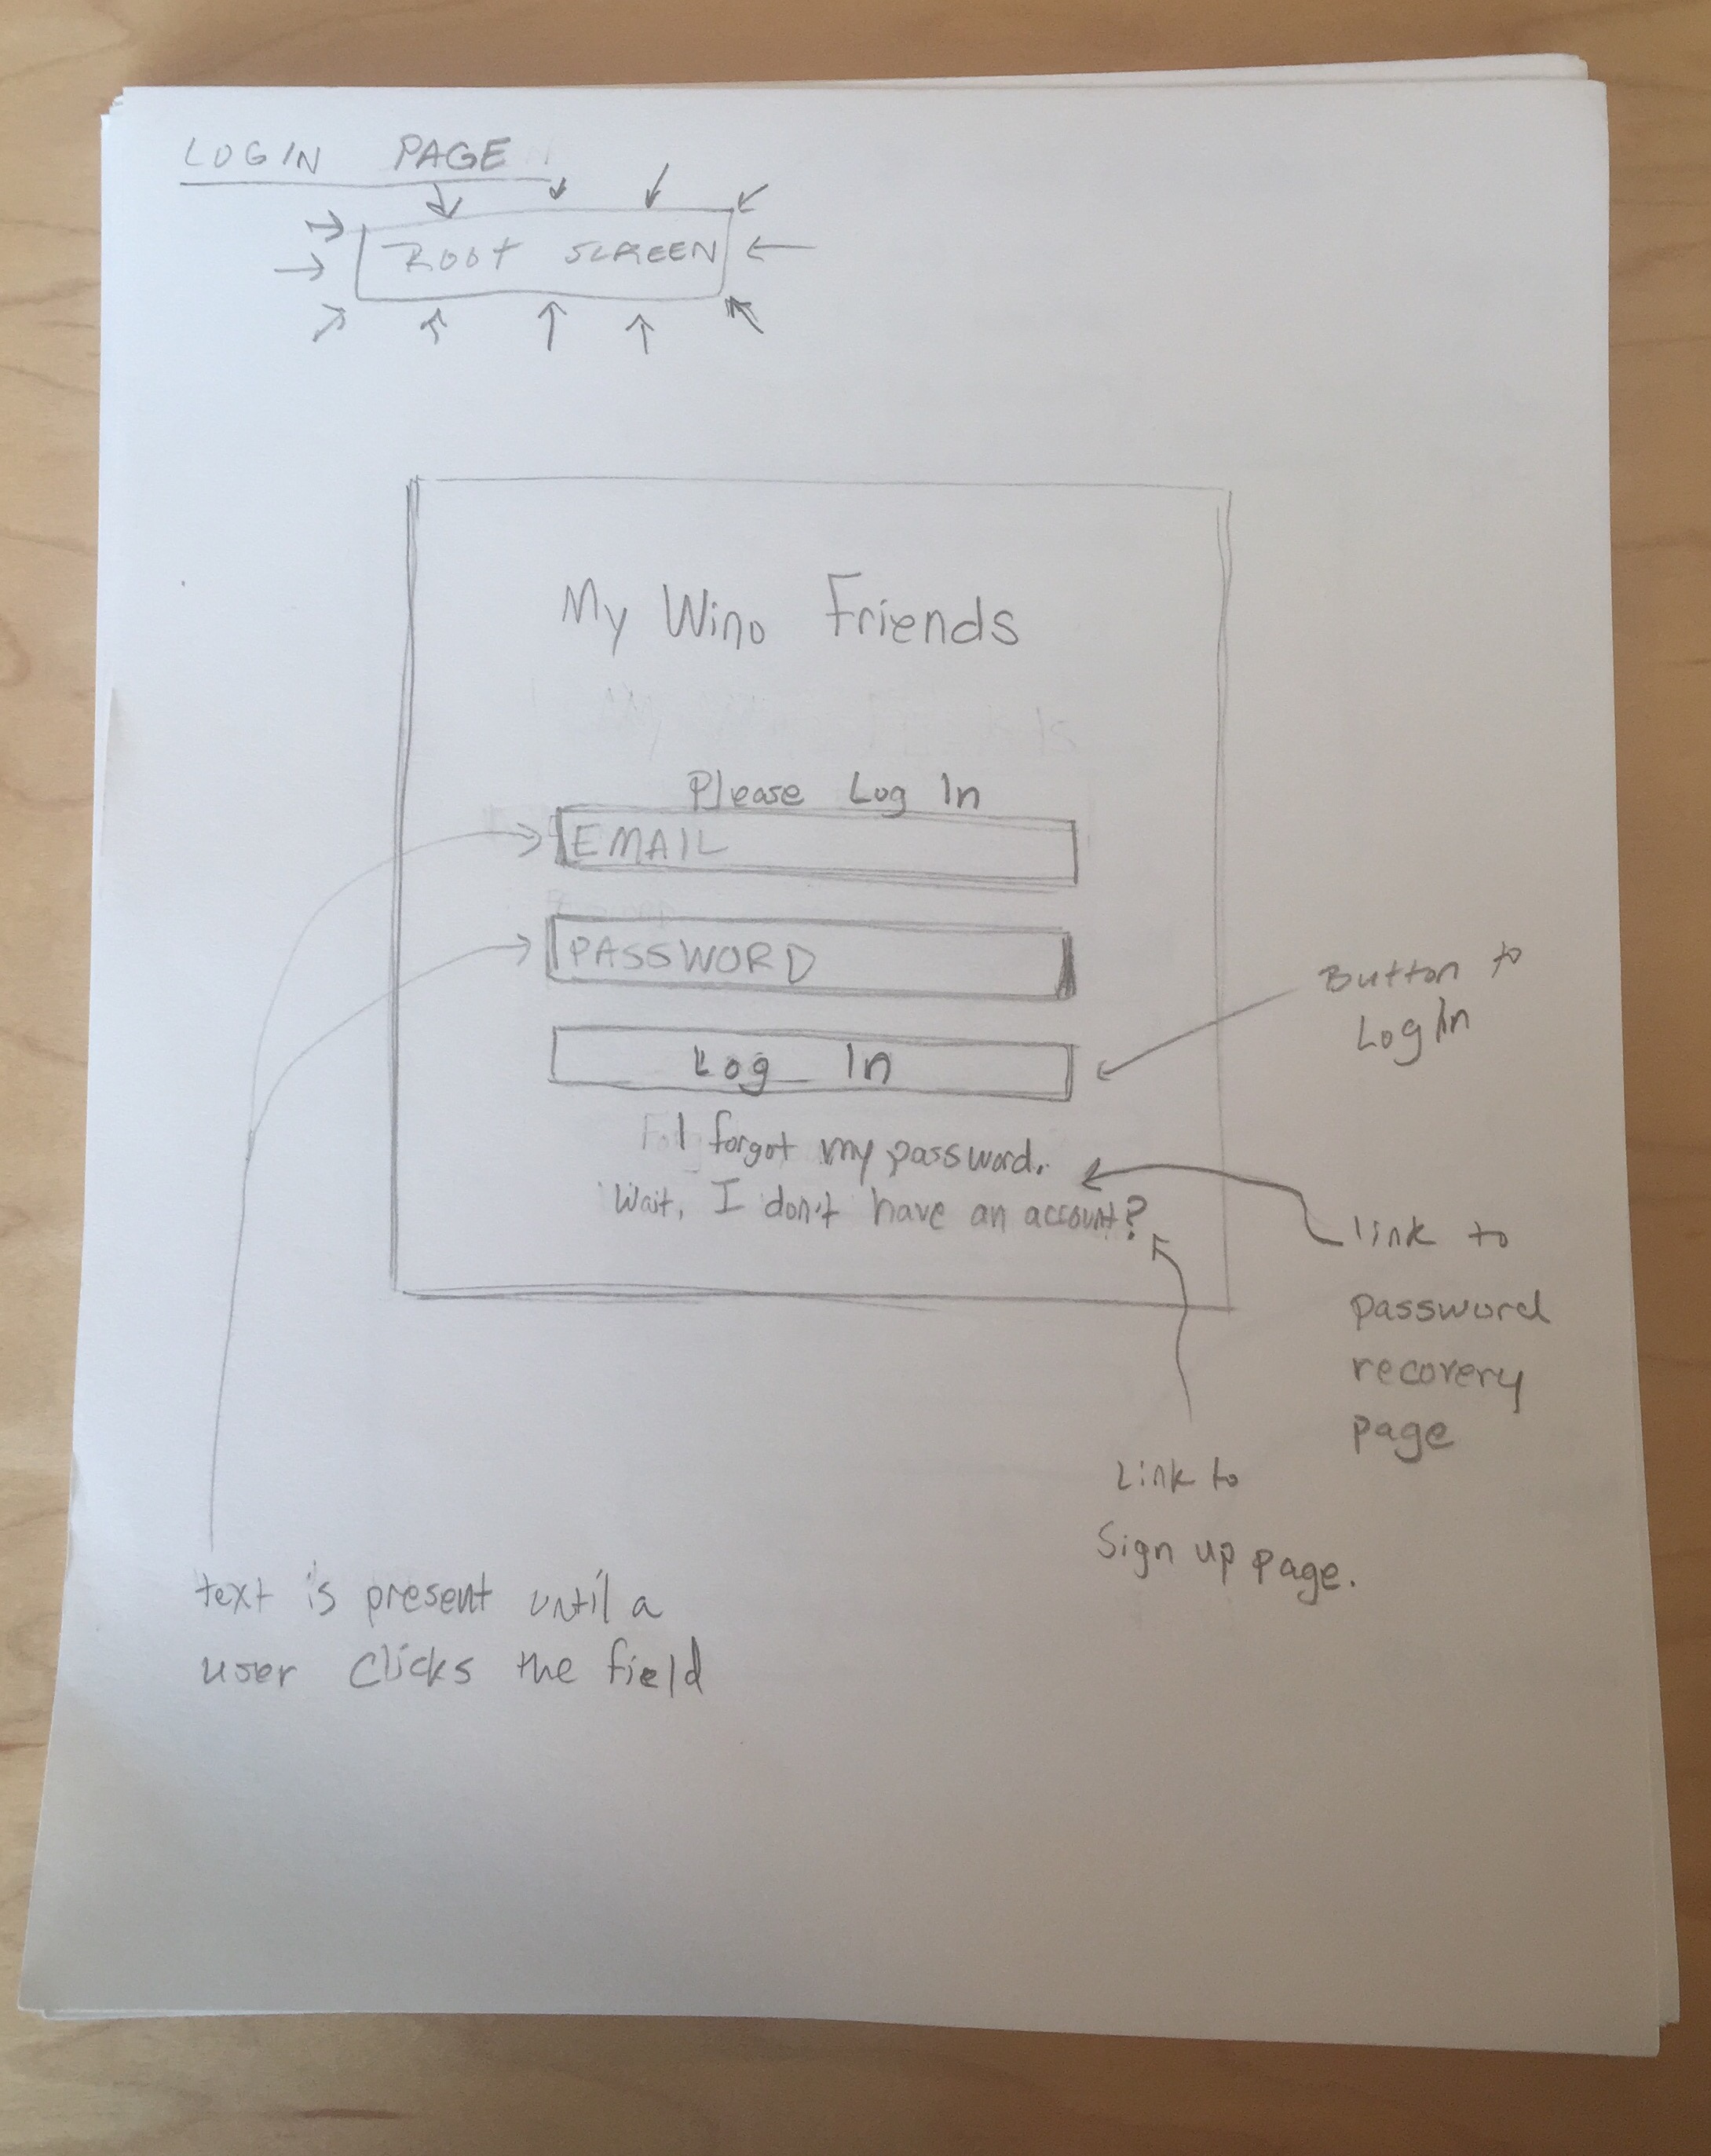 LOGIN PAGE
ROOT SCREEN
My Wino Friends
Please Log In
EMAIL
PASSWORD
Button to
Log In
Log In
I forgot my password.
Wait, I don't have an account?
link to
password
recovery
page
Link to
Sign up page.
text is present until a
user clicks the field